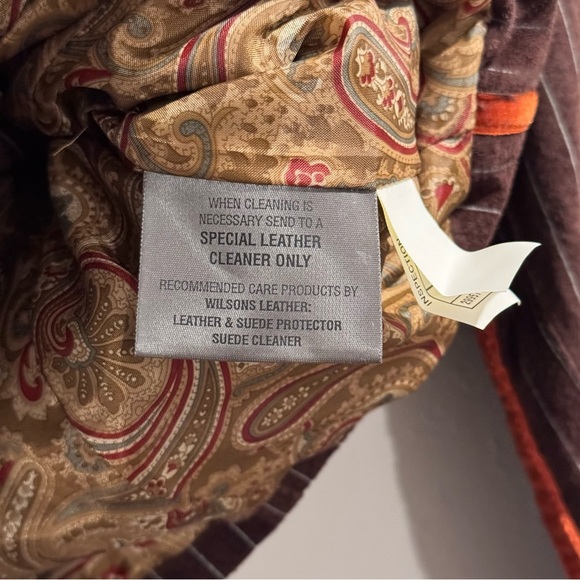 WHEN CLEANING IS
NECESSARY SEND TO A
SPECIAL LEATHER
CLEANER ONLY
RECOMMENDED CARE PRODUCTS BY
WILSONS LEATHER:
LEATHER & SUEDE PROTECTOR
SUEDE CLEANER
INSPECTION